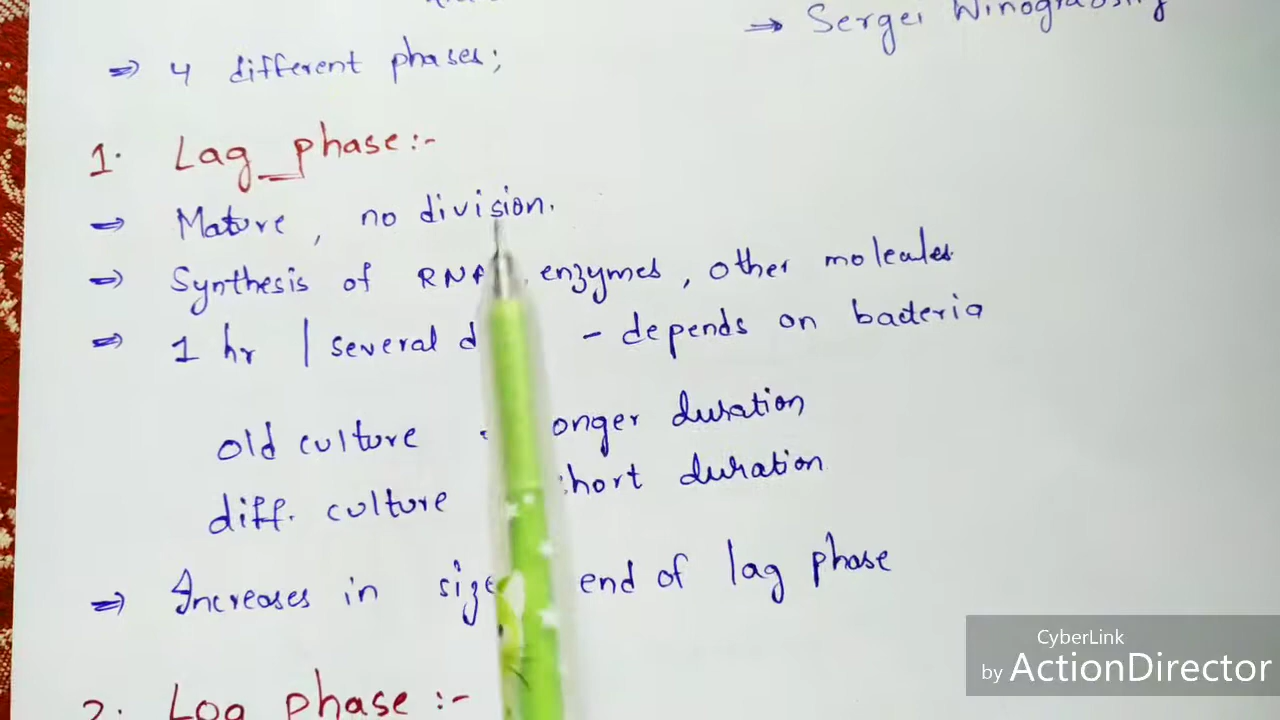 → Sergei Winogradsky
⇒ 4 different phases;
1. Lag phase:-
⇒ Mature, no division.
⇒ Synthesis of RNA, enzymes, other molecules
⇒ 1 hr / several d - depends on bacteria
old culture onger duration
diff. culture hort duration
⇒ Increases in size end of lag phase
2. Log phase :-
CyberLink
by ActionDirector